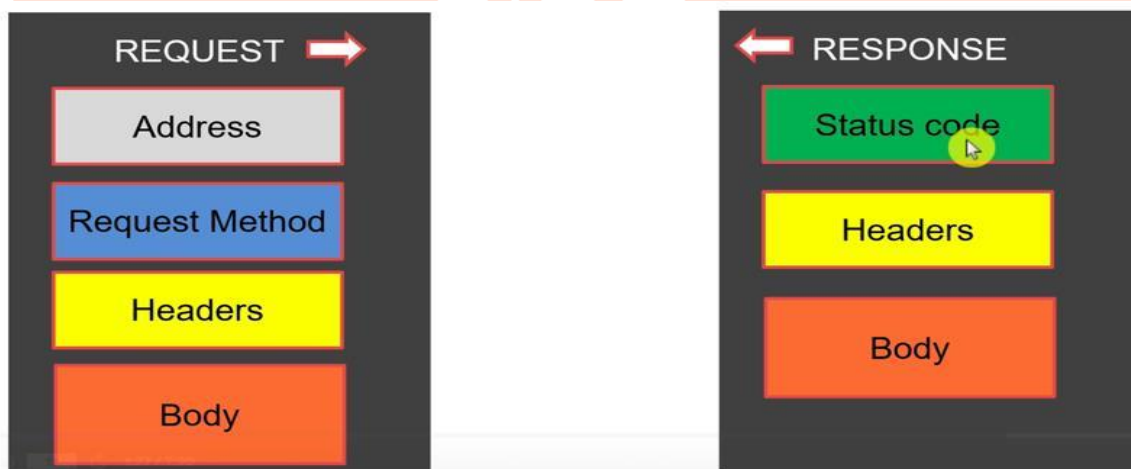 REQUEST
Address
Request Method
Headers
Body
RESPONSE
Status code
Headers
Body